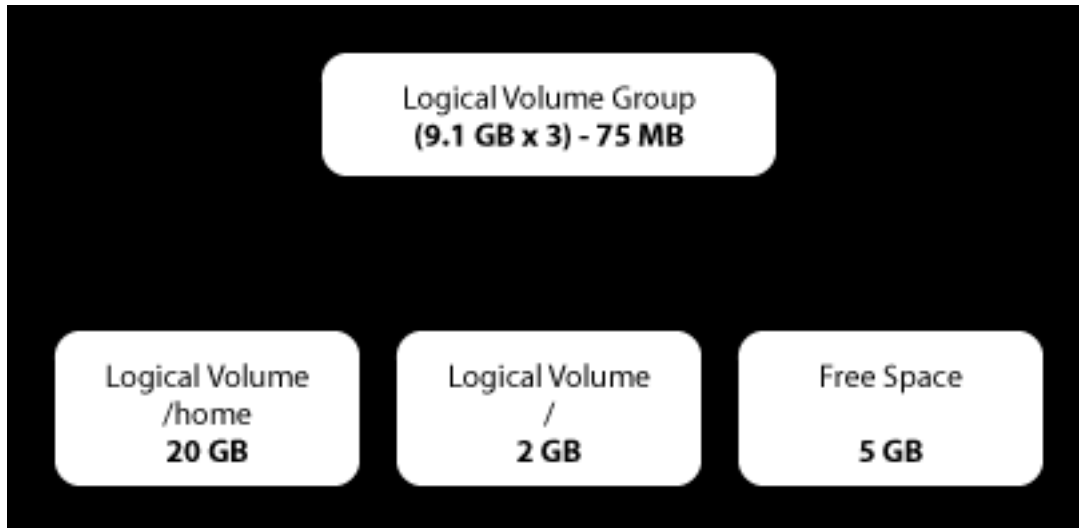 Logical Volume Group
(9.1 GB x 3) - 75 MB
Logical Volume
/home
20 GB
Logical Volume
/
2 GB
Free Space
5 GB